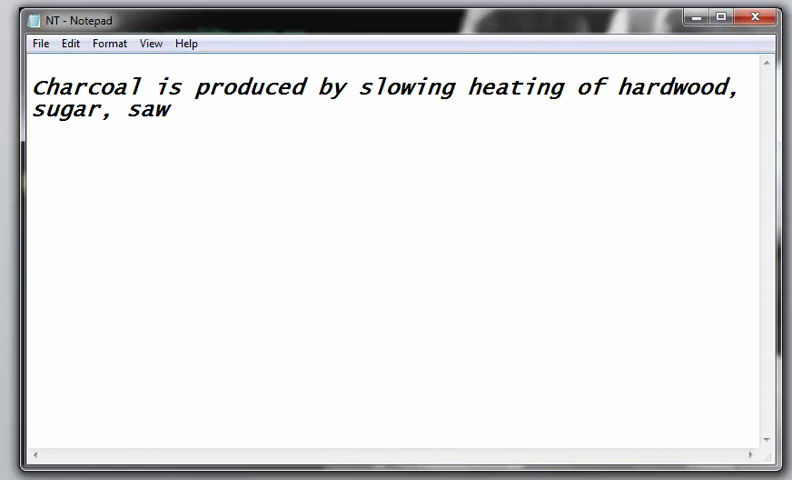 NT - Notepad
File Edit Format View Help
Charcoal is produced by slowing heating of hardwood,
sugar, saw